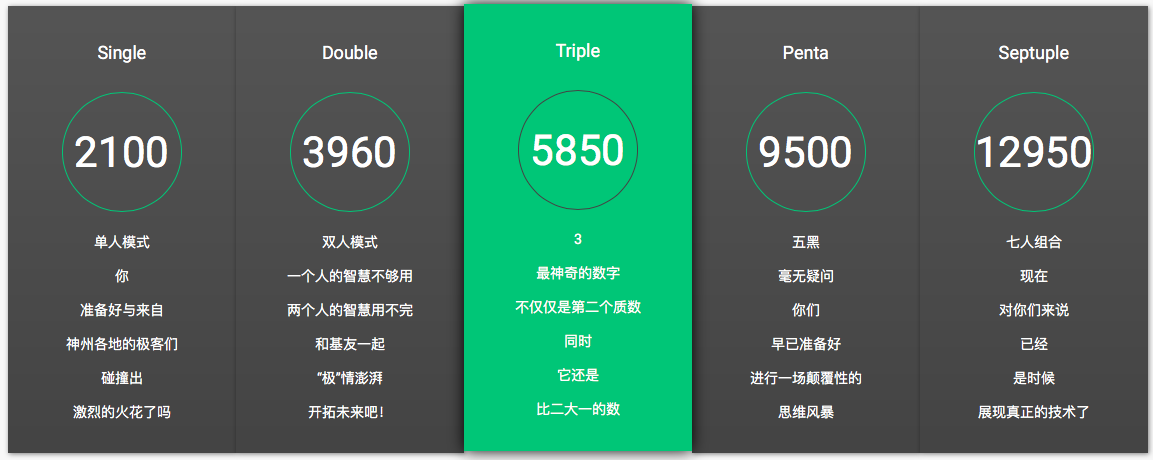 Single
2100
单人模式
你
准备好与来自
神州各地的极客们
碰撞出
激烈的火花了吗
Double
3960
双人模式
一个人的智慧不够用
两个人的智慧用不完
和基友一起
“极”情澎湃
开拓未来吧！
Triple
5850
3
最神奇的数字
不仅仅是第二个质数
同时
它还是
比二大一的数
Penta
9500
五黑
毫无疑问
你们
早已准备好
进行一场颠覆性的
思维风暴
Septuple
12950
七人组合
现在
对你们来说
已经
是时候
展现真正的技术了